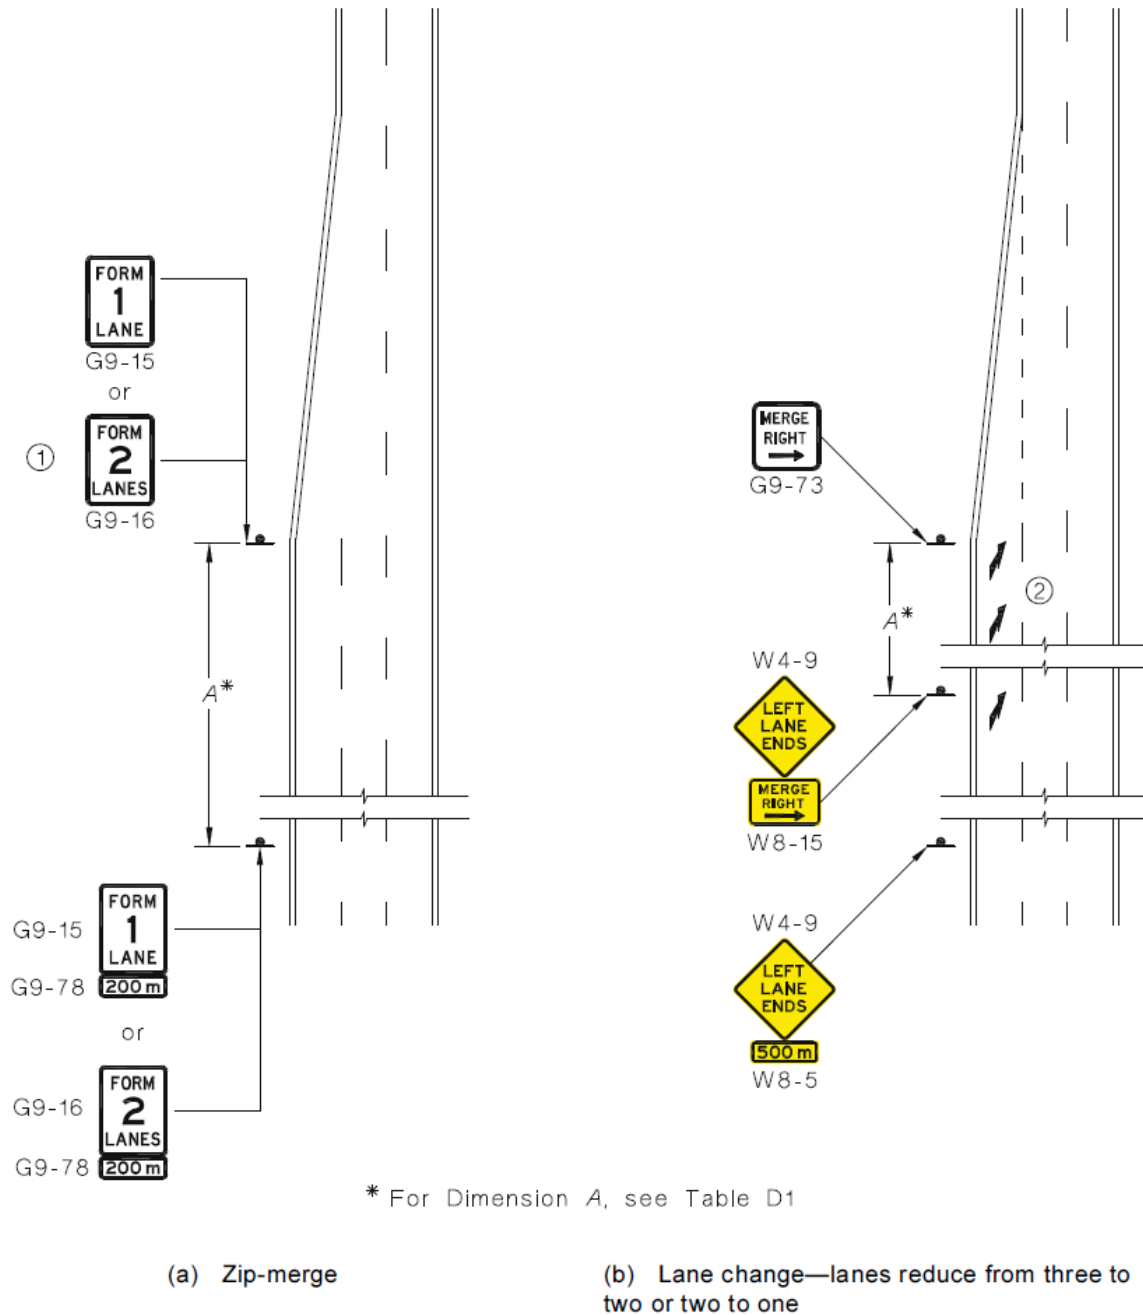 FORM
1
LANE
G9-15
or
①
FORM
2
LANES
G9-16
A*
G9-15
FORM
1
LANE
G9-78
200 m
or
G9-16
FORM
2
LANES
G9-78
200 m
MERGE
RIGHT
G9-73
②
A*
W4-9
LEFT
LANE
ENDS
MERGE
RIGHT
W8-15
W4-9
LEFT
LANE
ENDS
500 m
W8-5
* For Dimension A, see Table D1
(a) Zip-merge
(b) Lane change—lanes reduce from three to
two or two to one